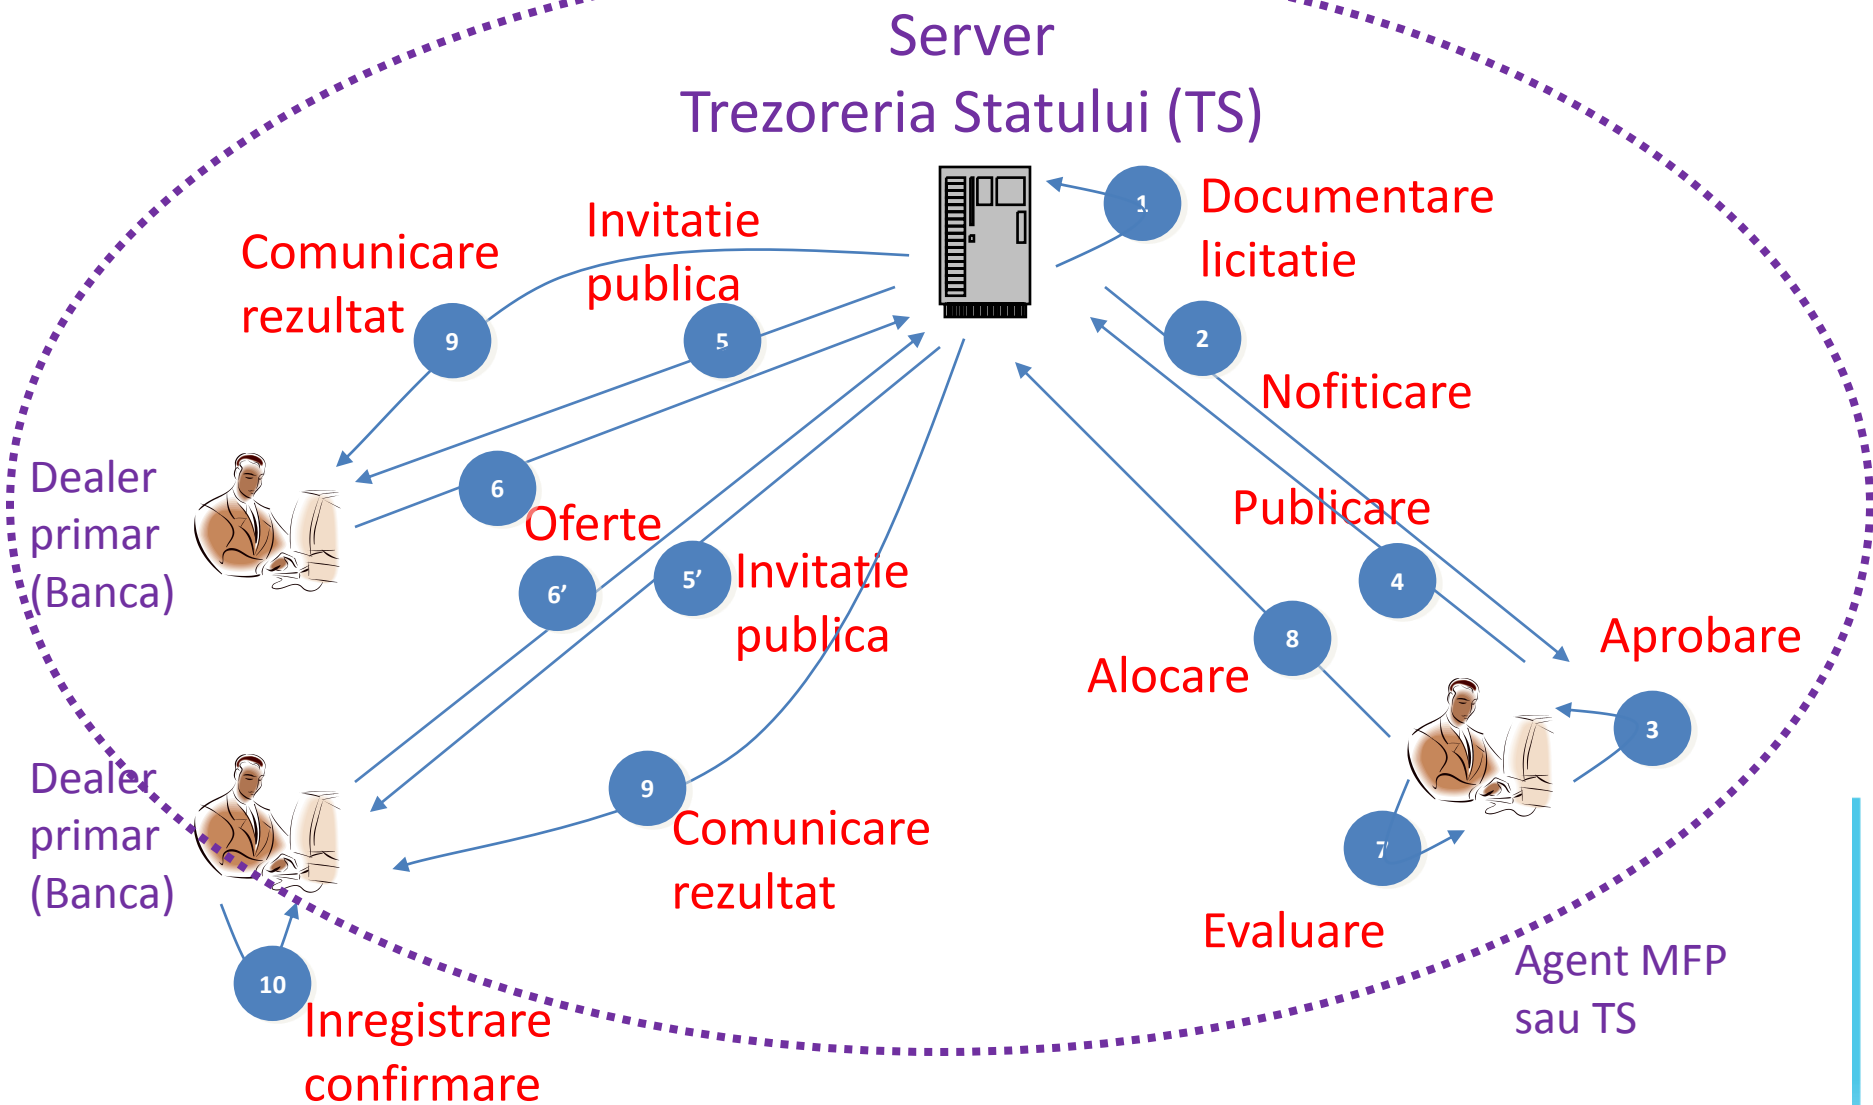 Server
Trezoreria Statului (TS)
1
Documentare
licitatie
Invitatie
publica
Comunicare
rezultat
9
5
2
Nofiticare
Dealer
primar
(Banca)
6
Oferte
Publicare
6’
5’
Invitatie
publica
4
8
Aprobare
Alocare
3
Dealer
primar
(Banca)
9
Comunicare
rezultat
7
Evaluare
Agent MFP
sau TS
10
Inregistrare
confirmare